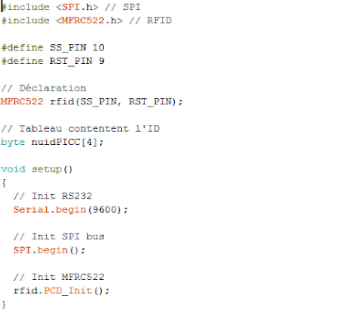 #include <SPI.h> // SPI
#include <MFRC522.h> // RFID
#define SS_PIN 10
#define RST_PIN 9
// Déclaration
MFRC522 rfid(SS_PIN, RST_PIN);
// Tableau contentent l'ID
byte nuidPICC[4];
void setup()
{
// Init RS232
Serial.begin(9600);
// Init SPI bus
SPI.begin();
// Init MFRC522
rfid.PCD_Init();
}